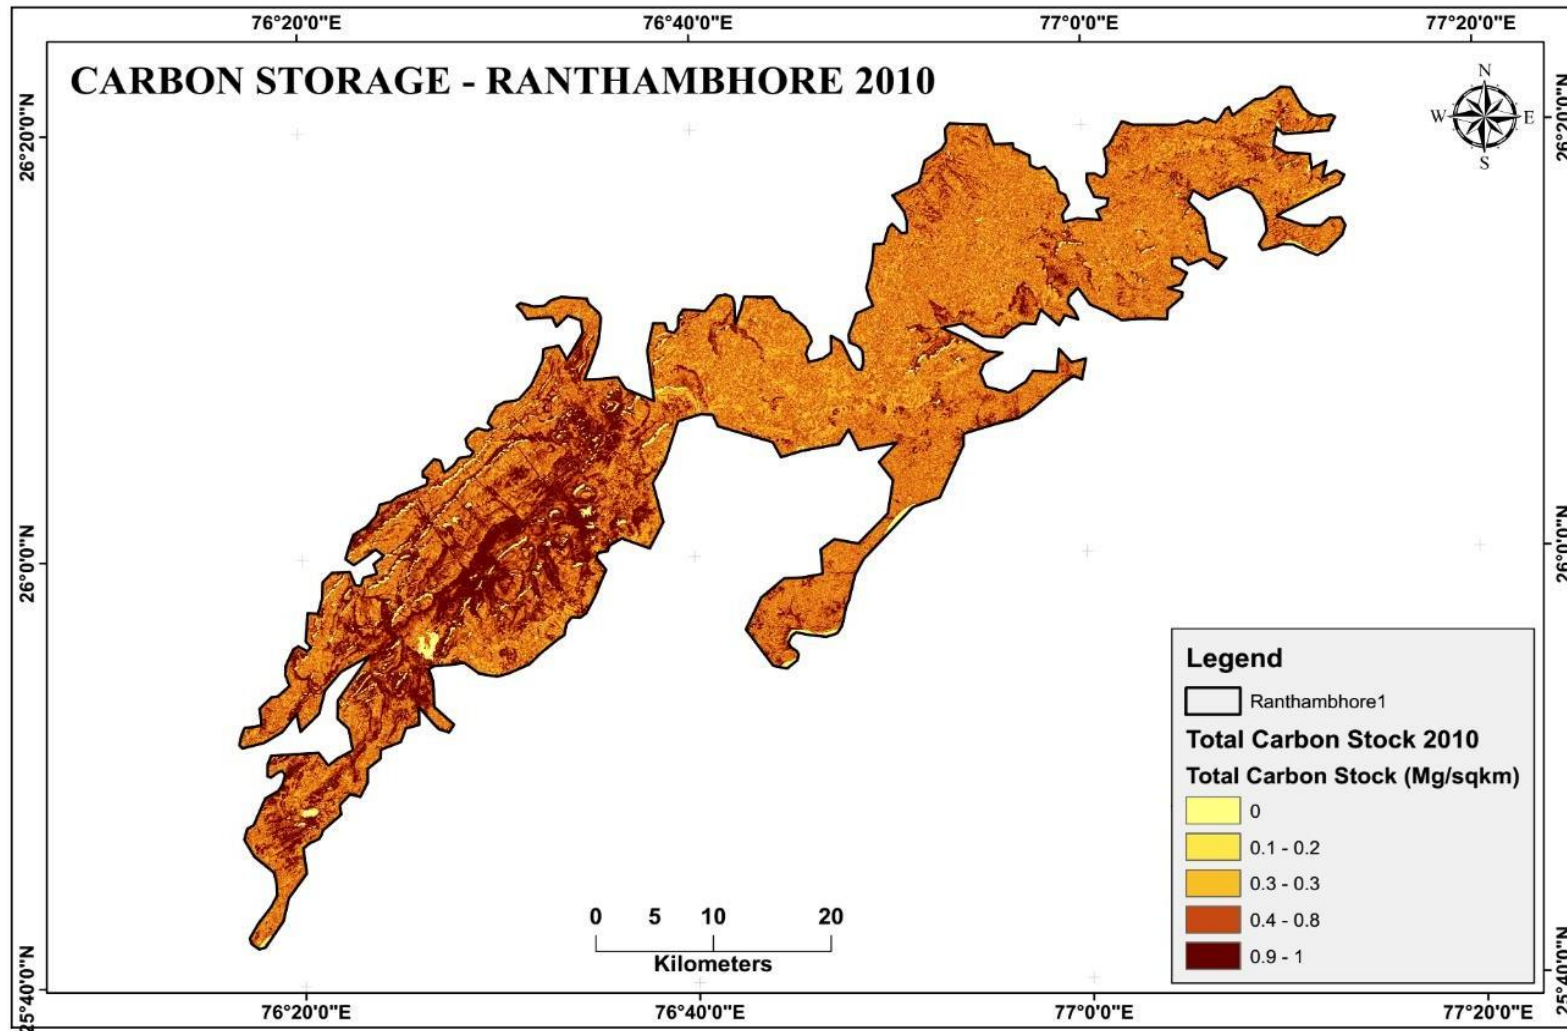 76°20'0"E 76°40'0"E 77°0'0"E 77°20'0"E
CARBON STORAGE - RANTHAMBHORE 2010
N
W E
S
26°20'0"N 26°20'0"N
26°0'0"N 26°0'0"N
Legend
Ranthambhore1
Total Carbon Stock 2010
Total Carbon Stock (Mg/sqkm)
0
0.1 - 0.2
0.3 - 0.3
0.4 - 0.8
0.9 - 1
0 5 10 20
Kilometers
25°40'0"N 25°40'0"N
76°20'0"E 76°40'0"E 77°0'0"E 77°20'0"E